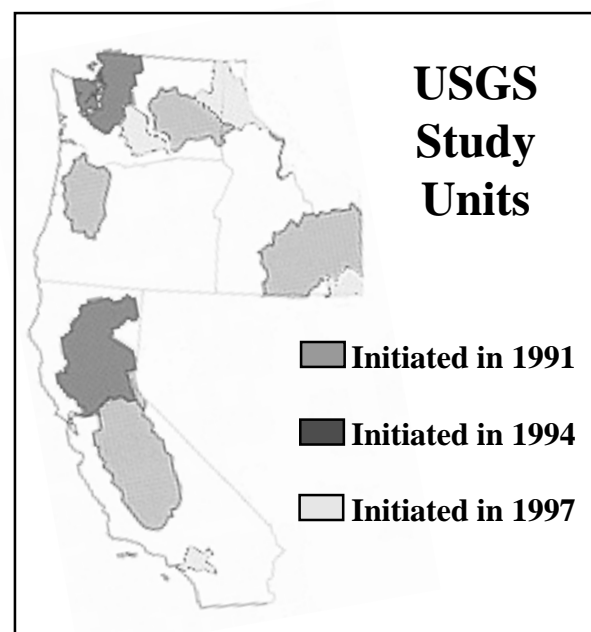 USGS
Study
Units
Initiated in 1991
Initiated in 1994
Initiated in 1997